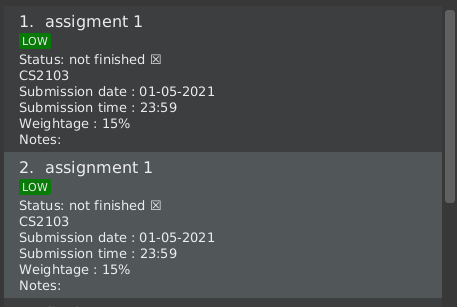 1. assigment 1
LOW
Status: not finished ☒
CS2103
Submission date : 01-05-2021
Submission time : 23:59
Weightage : 15%
Notes:
2. assignment 1
LOW
Status: not finished ☒
CS2103
Submission date : 01-05-2021
Submission time : 23:59
Weightage : 15%
Notes: